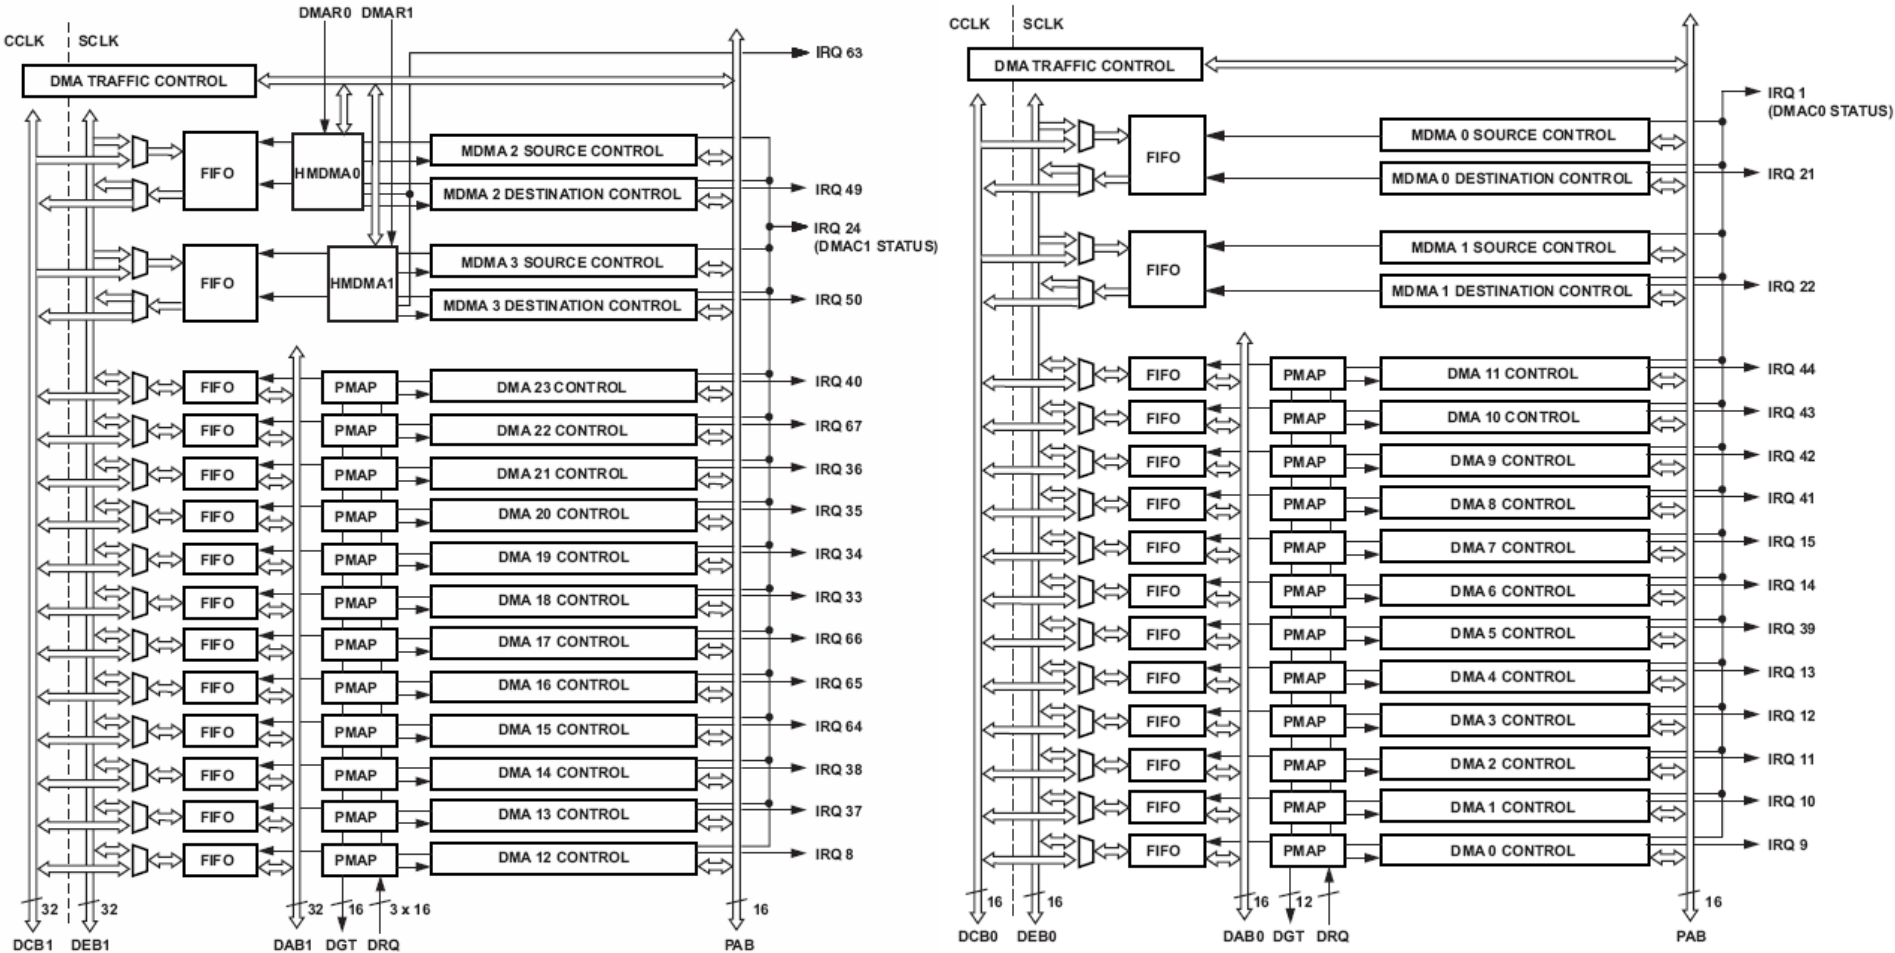 DMAR0 DMAR1
CCLK SCLK
IRQ 63
DMA TRAFFIC CONTROL
FIFO HMDMA0 MDMA 2 SOURCE CONTROL
MDMA 2 DESTINATION CONTROL IRQ 49
IRQ 24
(DMAC1 STATUS)
FIFO HMDMA1 MDMA 3 SOURCE CONTROL
MDMA 3 DESTINATION CONTROL IRQ 50
FIFO PMAP DMA 23 CONTROL IRQ 40
FIFO PMAP DMA 22 CONTROL IRQ 67
FIFO PMAP DMA 21 CONTROL IRQ 36
FIFO PMAP DMA 20 CONTROL IRQ 35
FIFO PMAP DMA 19 CONTROL IRQ 34
FIFO PMAP DMA 18 CONTROL IRQ 33
FIFO PMAP DMA 17 CONTROL IRQ 66
FIFO PMAP DMA 16 CONTROL IRQ 65
FIFO PMAP DMA 15 CONTROL IRQ 64
FIFO PMAP DMA 14 CONTROL IRQ 38
FIFO PMAP DMA 13 CONTROL IRQ 37
FIFO PMAP DMA 12 CONTROL IRQ 8
32 32 32 16 3 x 16 16
DCB1 DEB1 DAB1 DGT DRQ PAB
CCLK SCLK
DMA TRAFFIC CONTROL
IRQ 1
(DMAC0 STATUS)
FIFO MDMA 0 SOURCE CONTROL
MDMA 0 DESTINATION CONTROL IRQ 21
FIFO MDMA 1 SOURCE CONTROL
MDMA 1 DESTINATION CONTROL IRQ 22
FIFO PMAP DMA 11 CONTROL IRQ 44
FIFO PMAP DMA 10 CONTROL IRQ 43
FIFO PMAP DMA 9 CONTROL IRQ 42
FIFO PMAP DMA 8 CONTROL IRQ 41
FIFO PMAP DMA 7 CONTROL IRQ 15
FIFO PMAP DMA 6 CONTROL IRQ 14
FIFO PMAP DMA 5 CONTROL IRQ 39
FIFO PMAP DMA 4 CONTROL IRQ 13
FIFO PMAP DMA 3 CONTROL IRQ 12
FIFO PMAP DMA 2 CONTROL IRQ 11
FIFO PMAP DMA 1 CONTROL IRQ 10
FIFO PMAP DMA 0 CONTROL IRQ 9
16 16 16 12 16
DCB0 DEB0 DAB0 DGT DRQ PAB